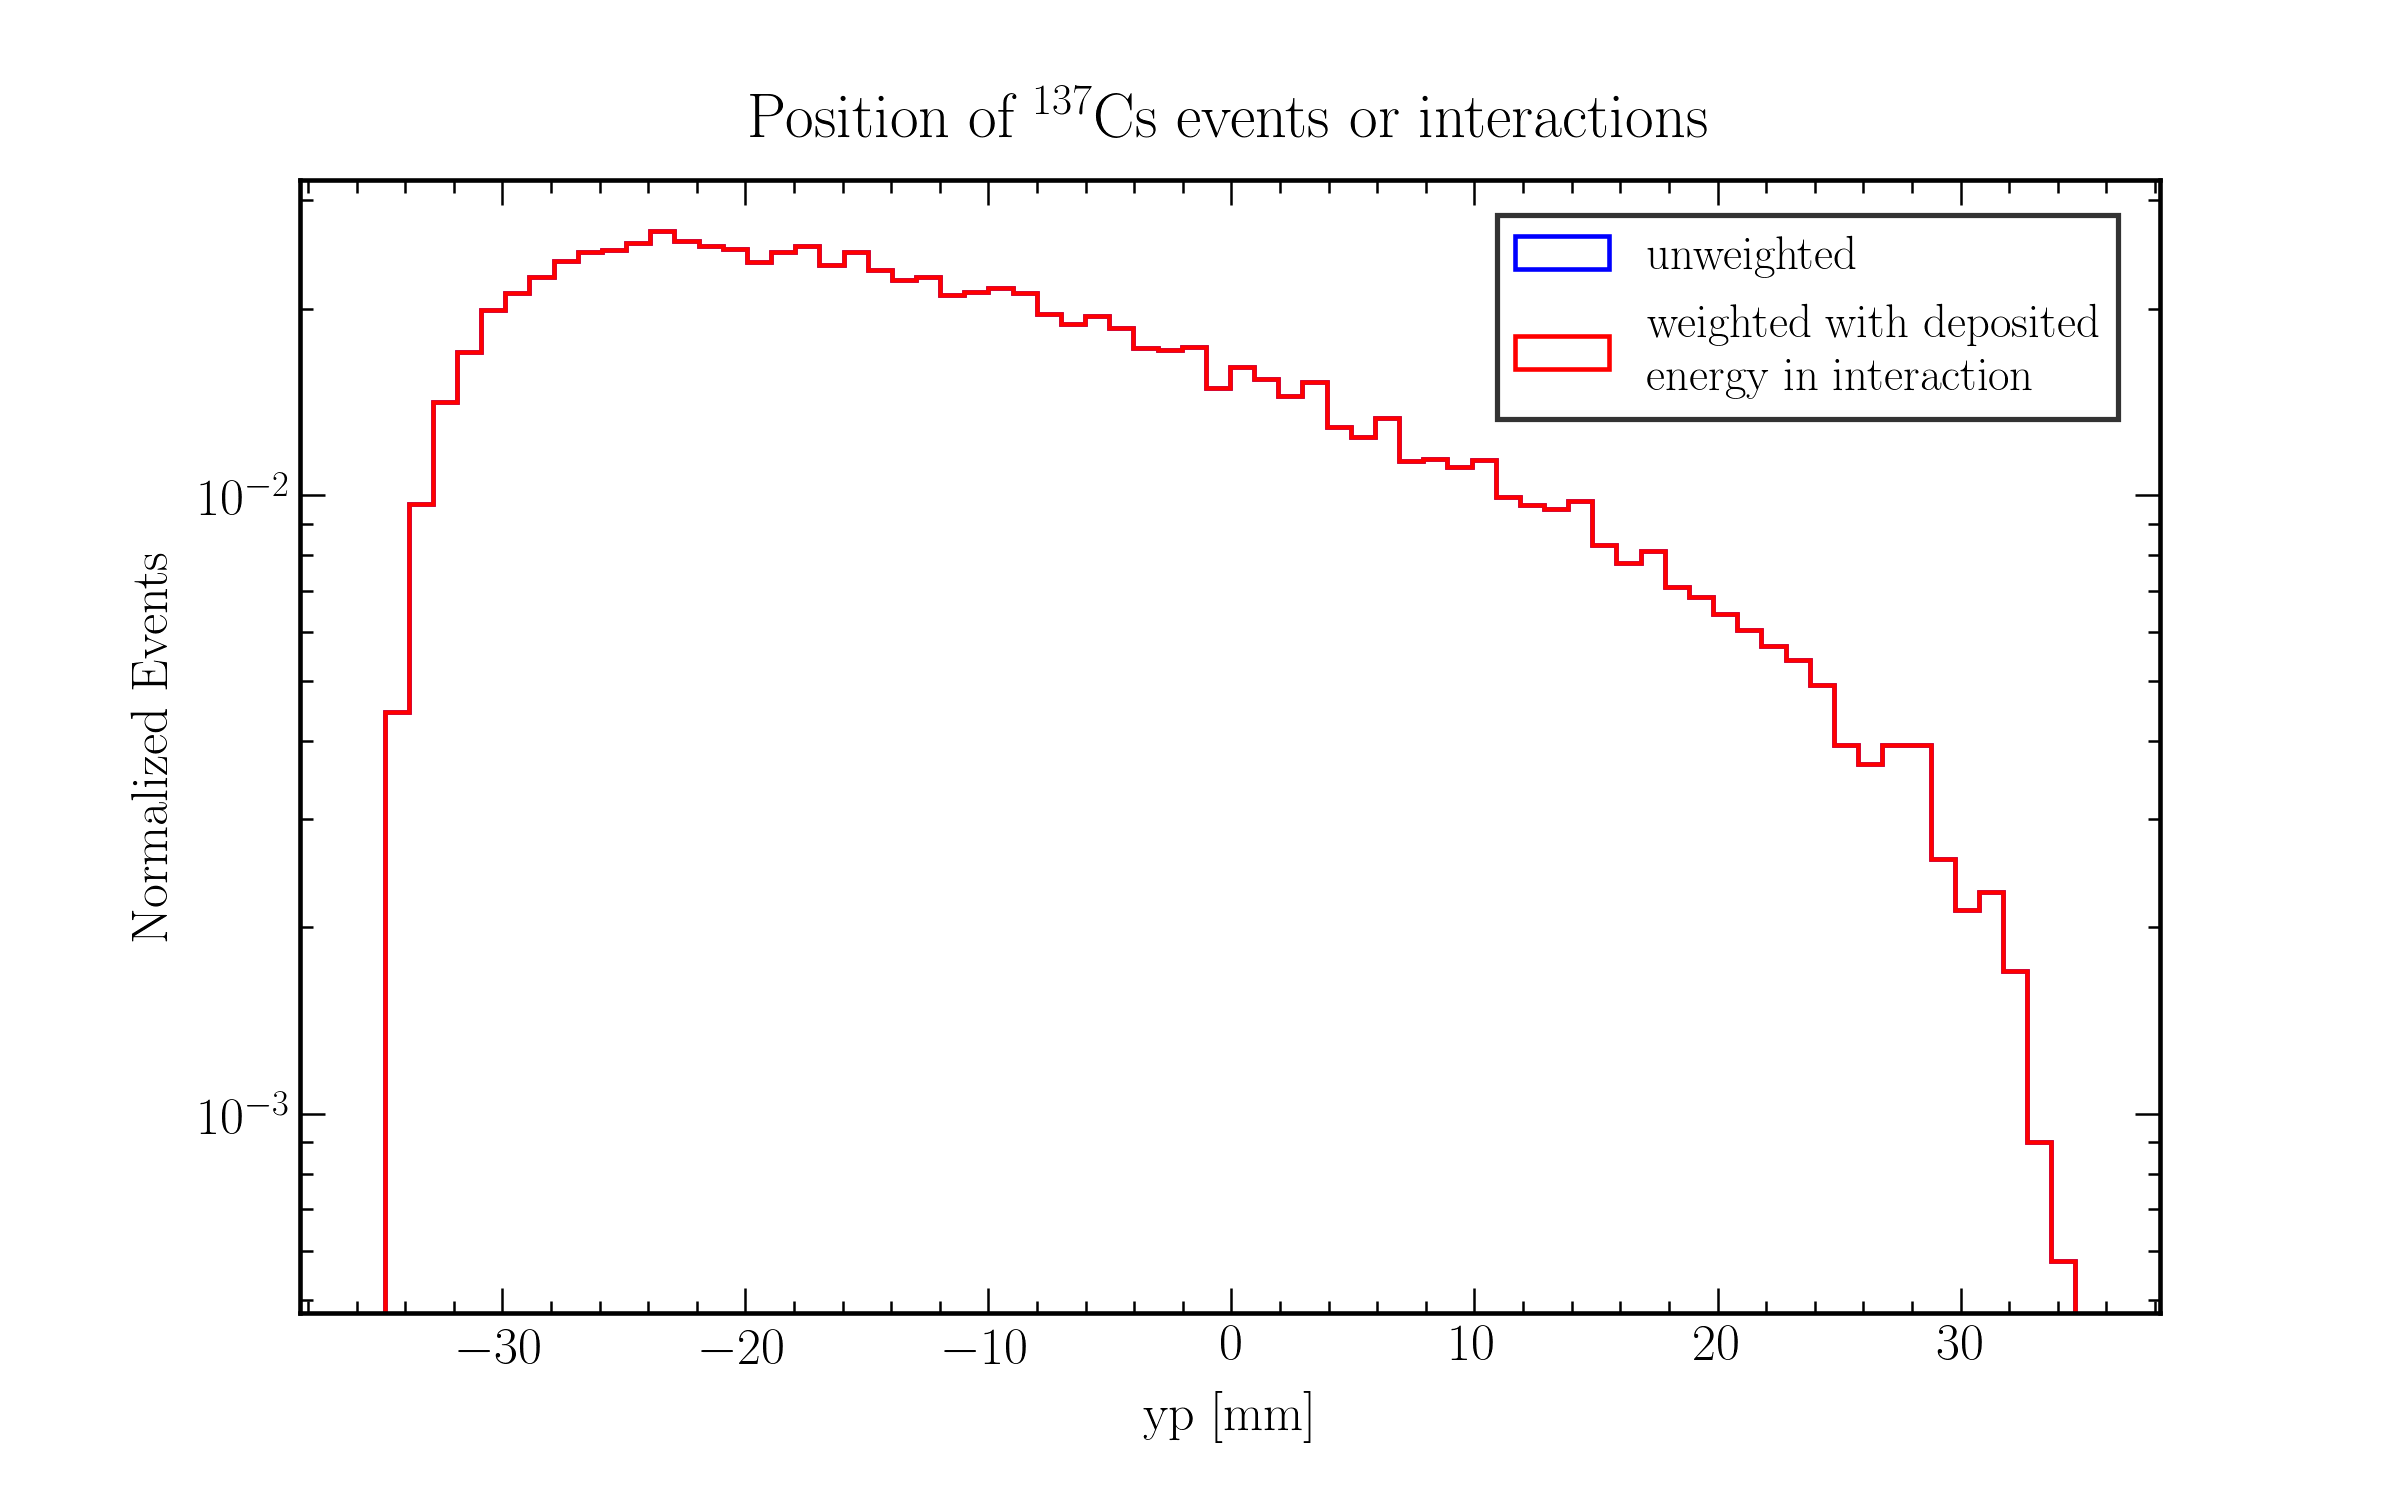 Position of ¹³⁷Cs events or interactions
unweighted
weighted with deposited
energy in interaction
10⁻²
10⁻³
Normalized Events
−30 −20 −10 0 10 20 30
yp [mm]